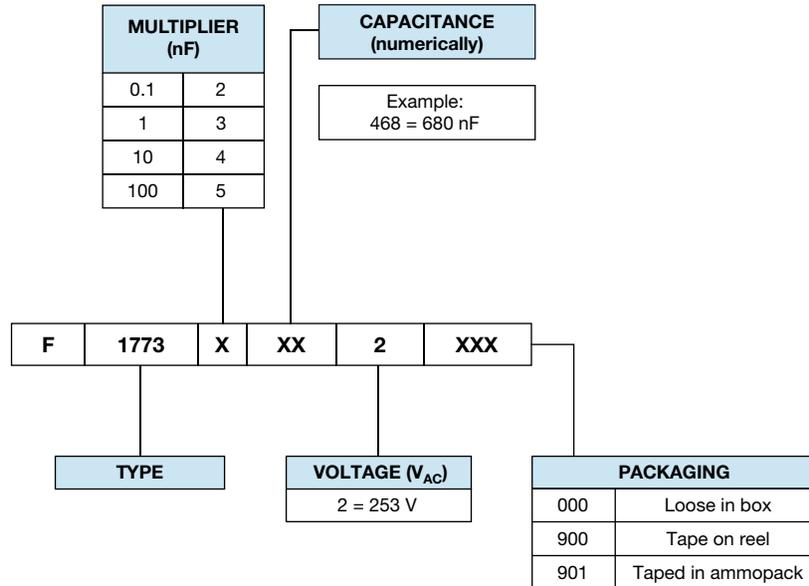 MULTIPLIER
(nF)
0.1 2
1 3
10 4
100 5
CAPACITANCE
(numerically)
Example:
468 = 680 nF
F 1773 X XX 2 XXX
TYPE
VOLTAGE (VAC)
2 = 253 V
PACKAGING
000 Loose in box
900 Tape on reel
901 Taped in ammopack